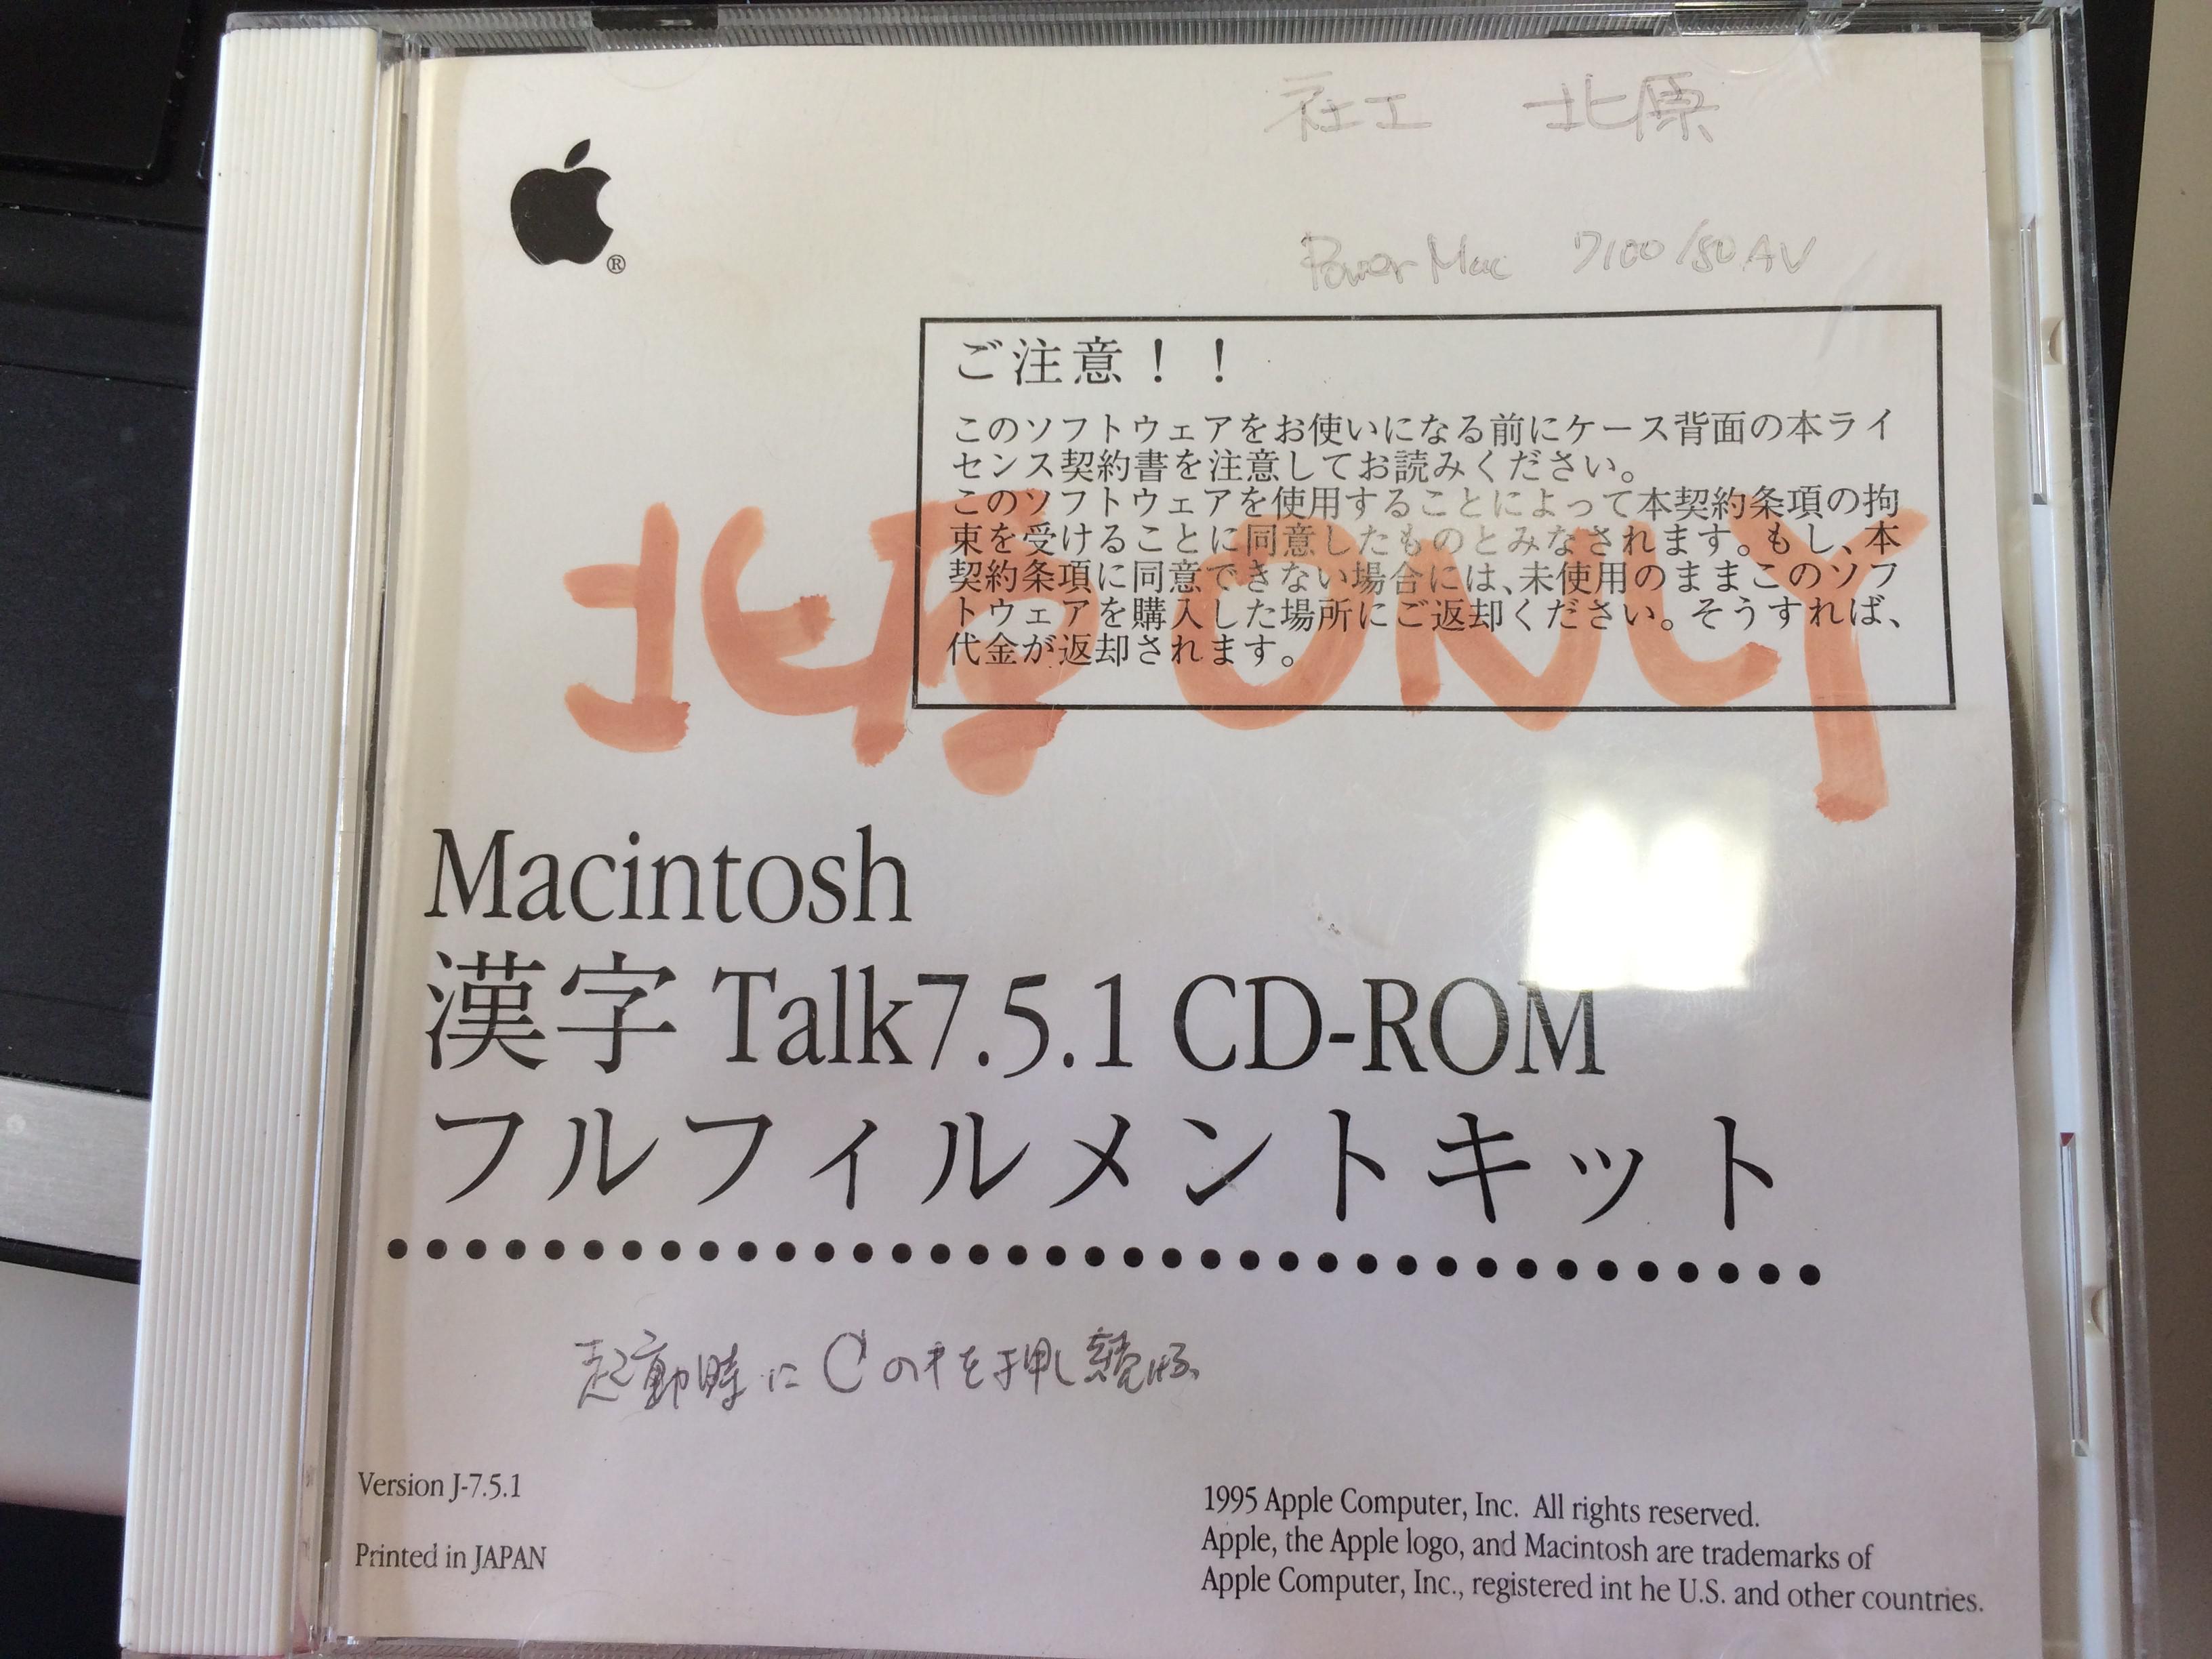 社工 北原
Power Mac 7100/80AV
®
ご注意！！
このソフトウェアをお使いになる前にケース背面の本ライ
センス契約書を注意してお読みください。
このソフトウェアを使用することによって本契約条項の拘
束を受けることに同意したものとみなされます。もし、本
契約条項に同意できない場合には、未使用のままこのソフ
トウェアを購入した場所にご返却ください。そうすれば、
代金が返却されます。
北原 ONLY
Macintosh
漢字 Talk7.5.1 CD-ROM
フルフィルメントキット
起動時に Cのキを押し続ける
Version J-7.5.1
Printed in JAPAN
1995 Apple Computer, Inc. All rights reserved.
Apple, the Apple logo, and Macintosh are trademarks of
Apple Computer, Inc., registered int he U.S. and other countries.